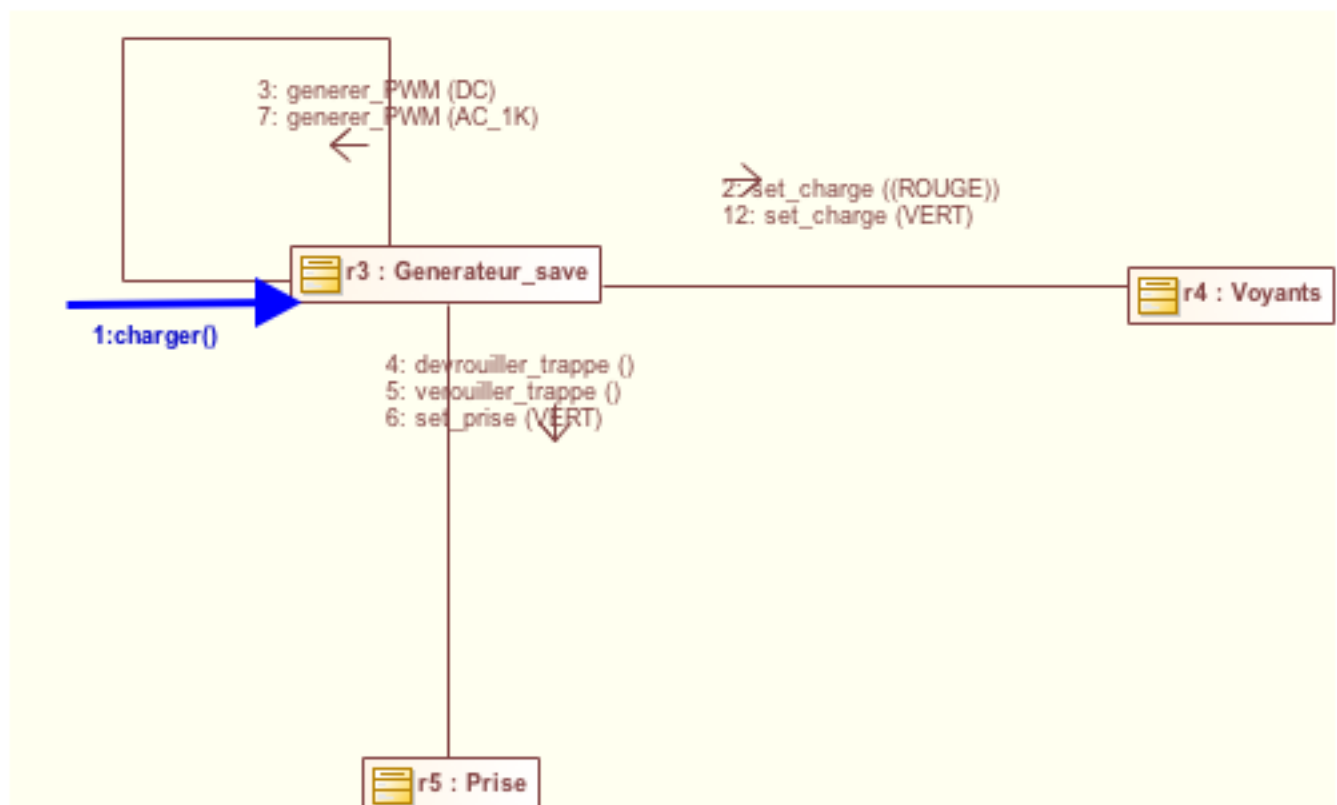 3: generer_PWM (DC)
7: generer_PWM (AC_1K)
2: set_charge ((ROUGE))
12: set_charge (VERT)
r3 : Generateur_save
r4 : Voyants
1:charger()
4: devrouiller_trappe ()
5: verouiller_trappe ()
6: set_prise (VERT)
r5 : Prise